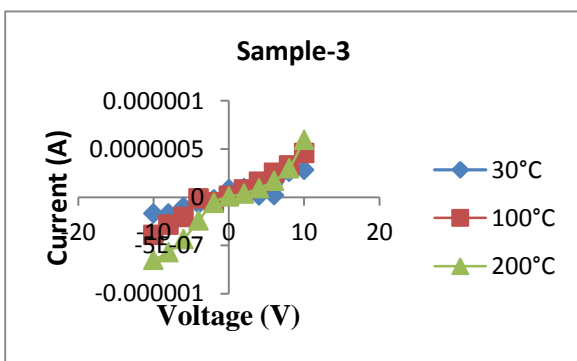 Sample-3
0.000001
0.0000005
0
-5E-07
-0.000001
-20
-10
0
10
20
Current (A)
Voltage (V)
30°C
100°C
200°C